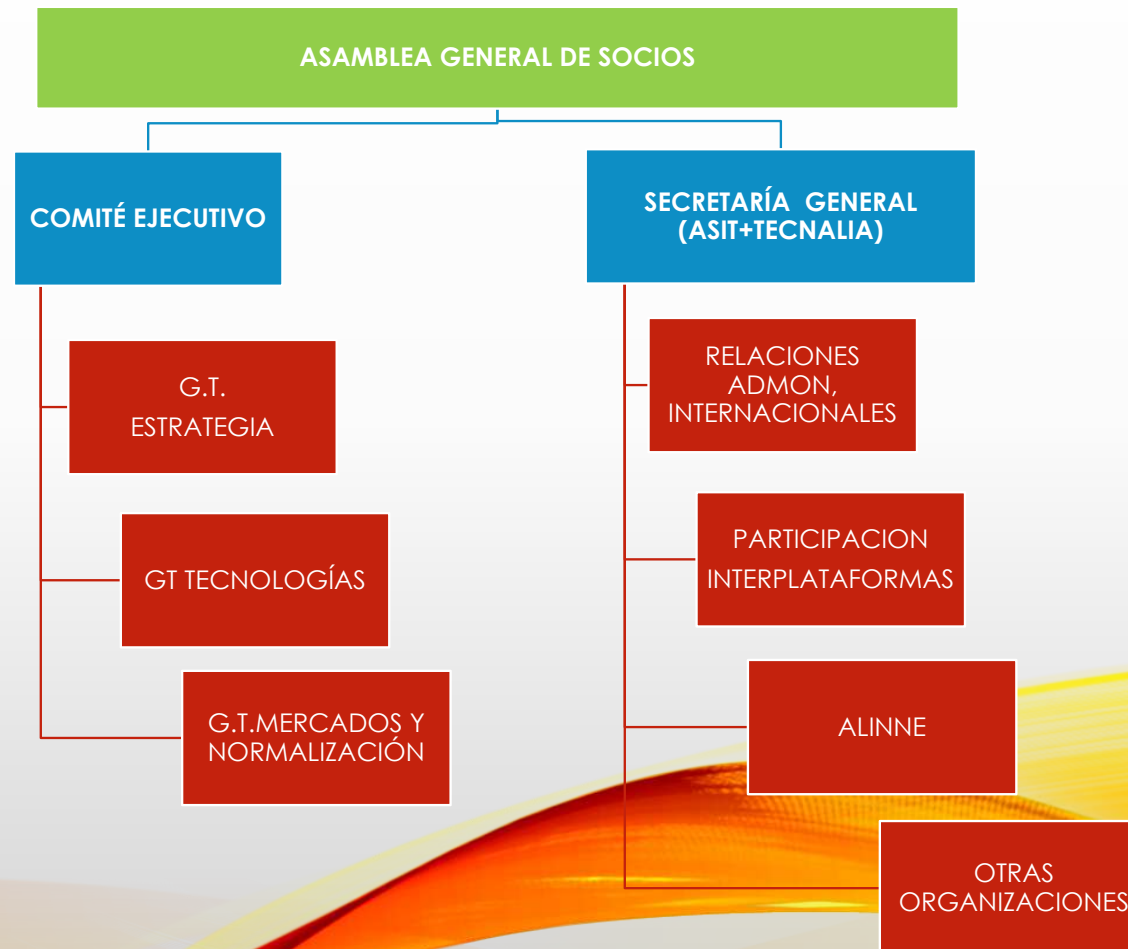 ASAMBLEA GENERAL DE SOCIOS
COMITÉ EJECUTIVO
G.T.
ESTRATEGIA
GT TECNOLOGÍAS
G.T.MERCADOS Y
NORMALIZACIÓN
SECRETARÍA GENERAL
(ASIT+TECNALIA)
RELACIONES
ADMON,
INTERNACIONALES
PARTICIPACION
INTERPLATAFORMAS
ALINNE
OTRAS
ORGANIZACIONES